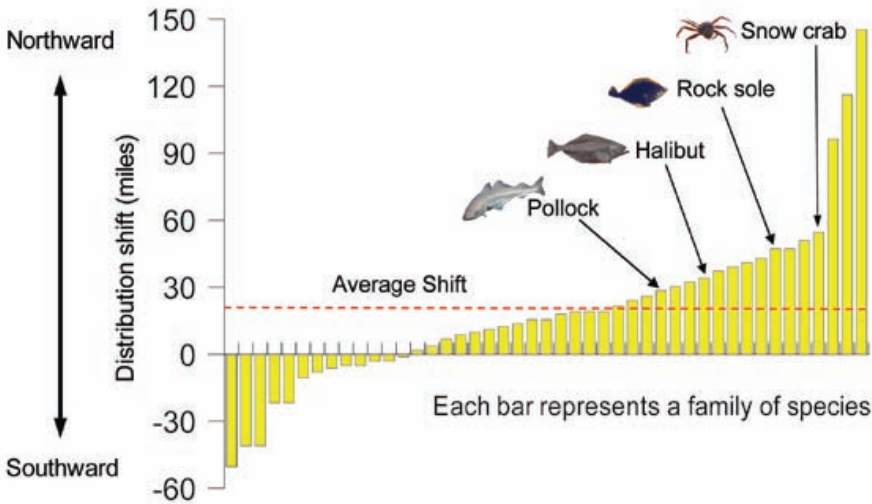 Northward
Southward
Distribution shift (miles)
150
120
90
60
30
0
-30
-60
Snow crab
Rock sole
Halibut
Pollock
Average Shift
Each bar represents a family of species